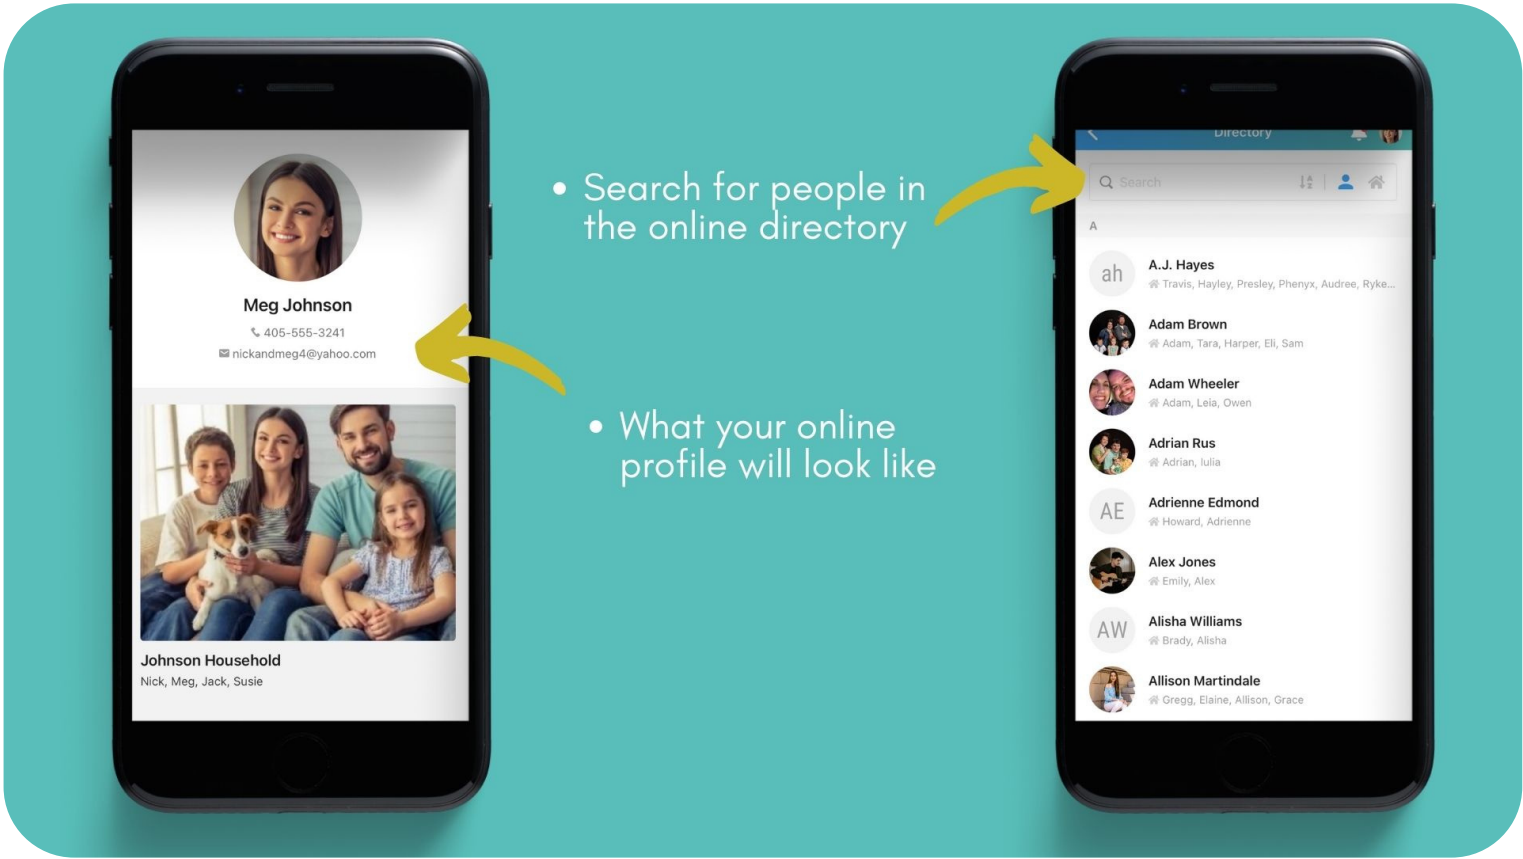 Meg Johnson
405-555-3241
nickandmeg4@yahoo.com
Johnson Household
Nick, Meg, Jack, Susie
• Search for people in
the online directory
• What your online
profile will look like
Directory
Search
A
ah
A.J. Hayes
Travis, Hayley, Presley, Phenyx, Audree, Ryke...
Adam Brown
Adam, Tara, Harper, Eli, Sam
Adam Wheeler
Adam, Leia, Owen
Adrian Rus
Adrian, Iulia
AE
Adrienne Edmond
Howard, Adrienne
Alex Jones
Emily, Alex
AW
Alisha Williams
Brady, Alisha
Allison Martindale
Gregg, Elaine, Allison, Grace